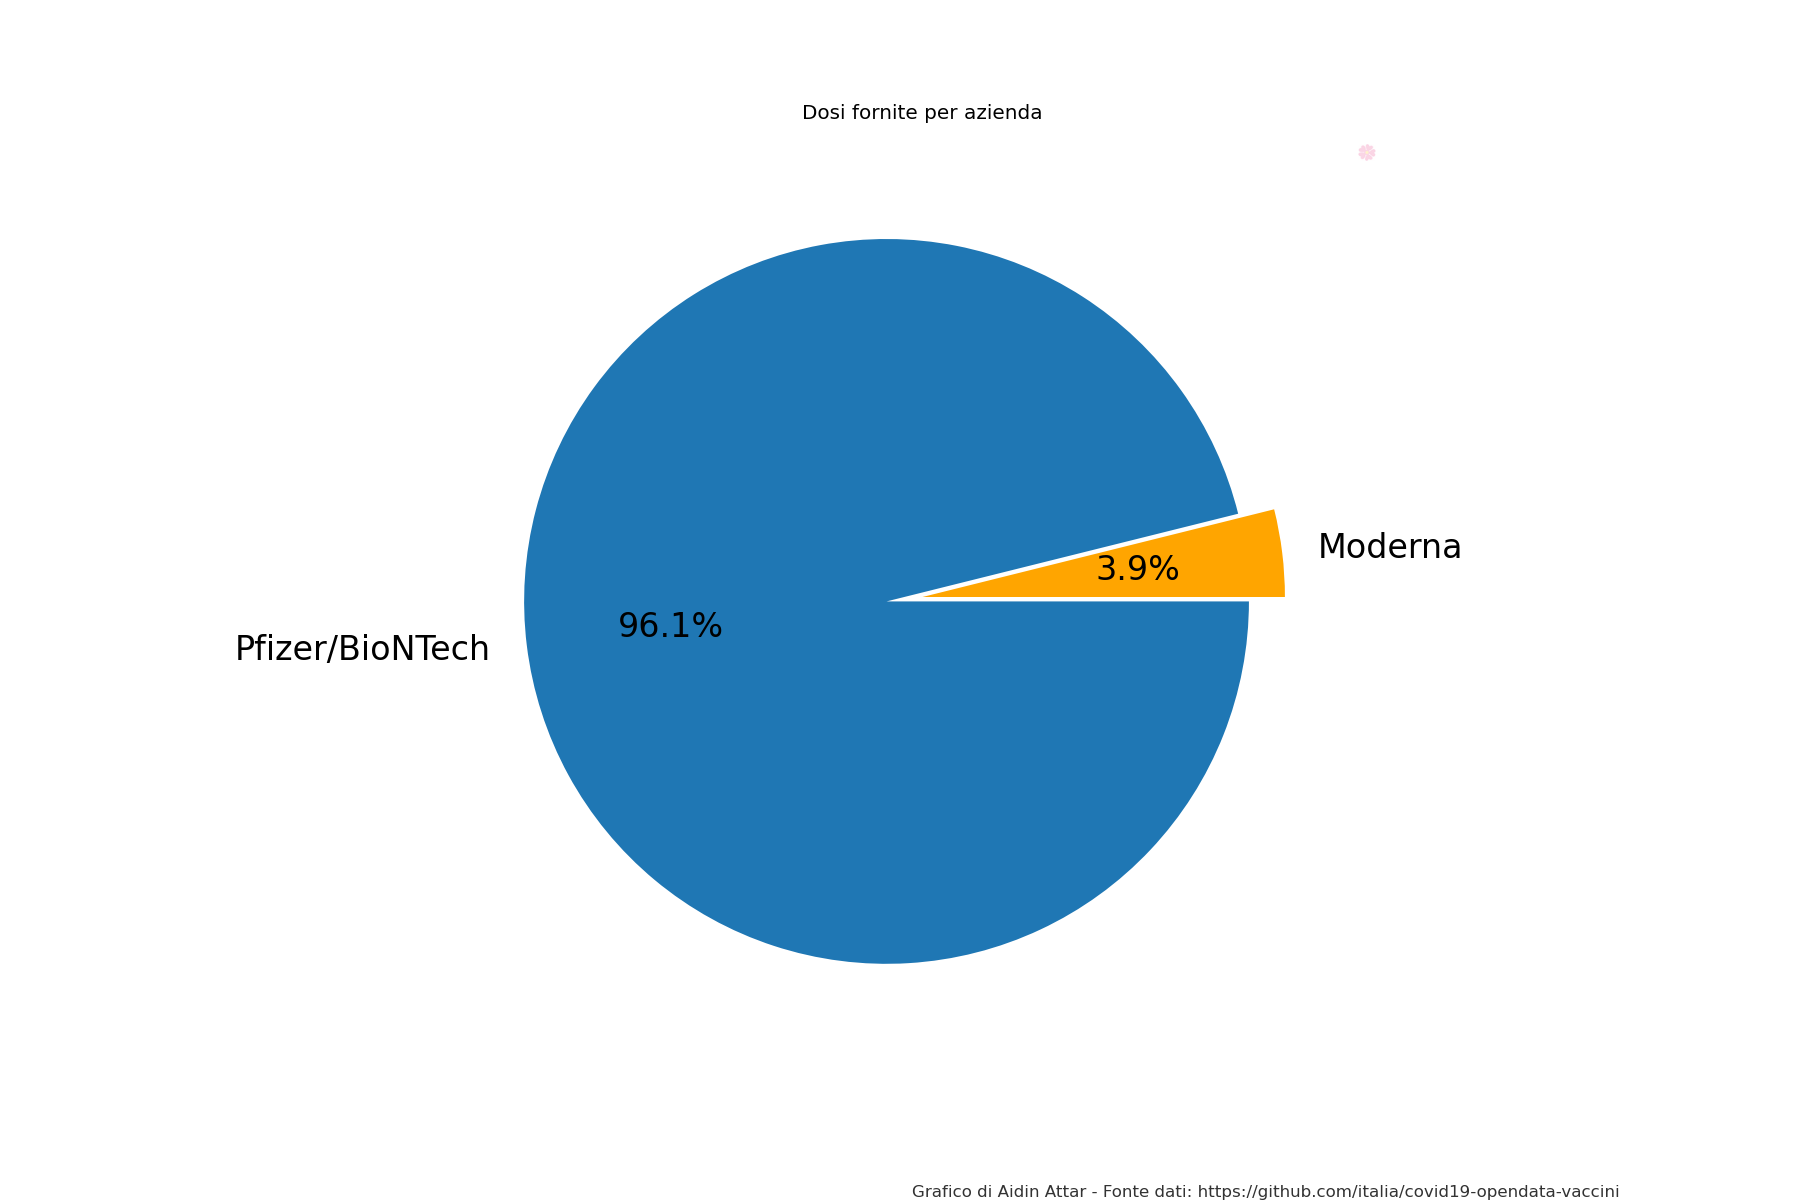 Dosi fornite per azienda
Moderna
3.9%
96.1%
Pfizer/BioNTech
Grafico di Aidin Attar - Fonte dati: https://github.com/italia/covid19-opendata-vaccini